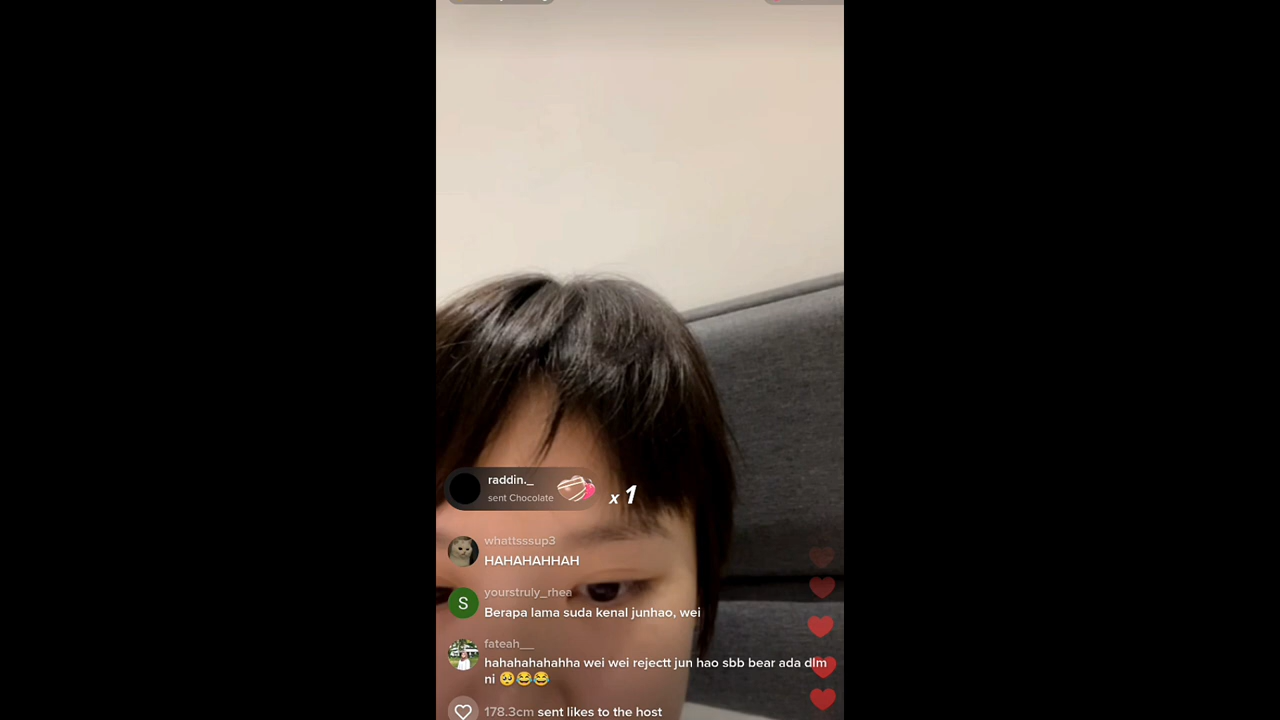 raddin._
sent Chocolate
x 1
whattsssup3
HAHAHAHHAH
S
yourstruly_rhea
Berapa lama suda kenal junhao, wei
fateah__
hahahahahahha wei wei rejectt jun hao sbb bear ada dlm
ni 🥺😂😂
178.3cm sent likes to the host